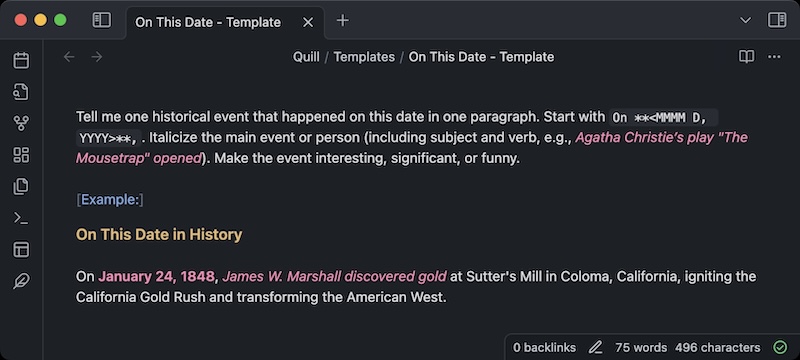 On This Date - Template
Quill / Templates / On This Date - Template
Tell me one historical event that happened on this date in one paragraph. Start with On **<MMMM D,
YYYY>**, . Italicize the main event or person (including subject and verb, e.g., Agatha Christie’s play "The
Mousetrap" opened). Make the event interesting, significant, or funny.
[Example:]
On This Date in History
On January 24, 1848, James W. Marshall discovered gold at Sutter's Mill in Coloma, California, igniting the
California Gold Rush and transforming the American West.
0 backlinks 75 words 496 characters